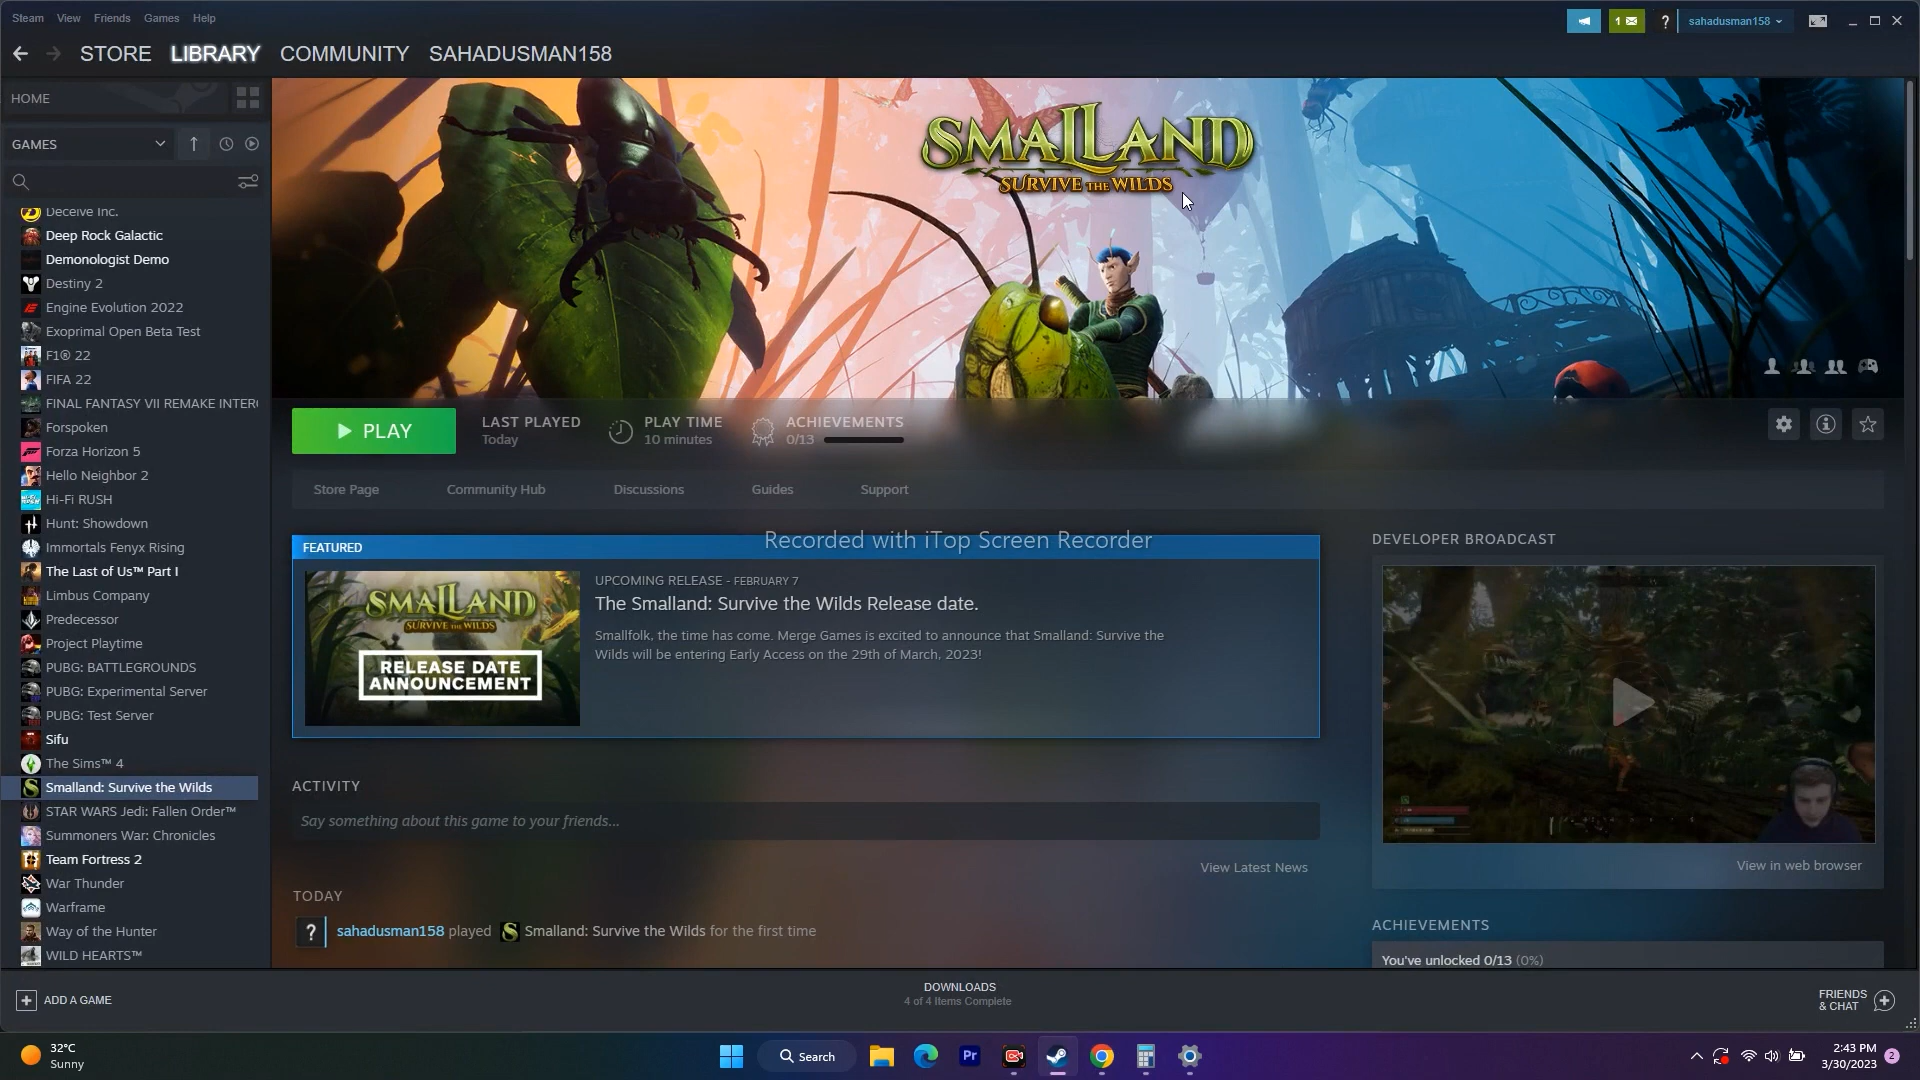 Steam View Friends Games Help
1
?
sahadusman158
STORE LIBRARY COMMUNITY SAHADUSMAN158
HOME
GAMES
Deceive Inc.
Deep Rock Galactic
Demonologist Demo
Destiny 2
Engine Evolution 2022
Exoprimal Open Beta Test
F1® 22
FIFA 22
FINAL FANTASY VII REMAKE INTER
Forspoken
Forza Horizon 5
Hello Neighbor 2
Hi-Fi RUSH
Hunt: Showdown
Immortals Fenyx Rising
The Last of Us™ Part I
Limbus Company
Predecessor
Project Playtime
PUBG: BATTLEGROUNDS
PUBG: Experimental Server
PUBG: Test Server
Sifu
The Sims™ 4
Smalland: Survive the Wilds
STAR WARS Jedi: Fallen Order™
Summoners War: Chronicles
Team Fortress 2
War Thunder
Warframe
Way of the Hunter
WILD HEARTS™
SMALLAND
SURVIVE THE WILDS
PLAY
LAST PLAYED
Today
PLAY TIME
10 minutes
ACHIEVEMENTS
0/13
Store Page Community Hub Discussions Guides Support
Recorded with iTop Screen Recorder
FEATURED
SMALLAND
SURVIVE THE WILDS
RELEASE DATE
ANNOUNCEMENT
UPCOMING RELEASE - FEBRUARY 7
The Smalland: Survive the Wilds Release date.
Smallfolk, the time has come. Merge Games is excited to announce that Smalland: Survive the
Wilds will be entering Early Access on the 29th of March, 2023!
DEVELOPER BROADCAST
View in web browser
ACTIVITY
Say something about this game to your friends...
View Latest News
TODAY
? sahadusman158 played Smalland: Survive the Wilds for the first time
ACHIEVEMENTS
You've unlocked 0/13 (0%)
ADD A GAME
DOWNLOADS
4 of 4 Items Complete
FRIENDS
& CHAT
32°C
Sunny
Search
Pr
2:43 PM
3/30/2023
2